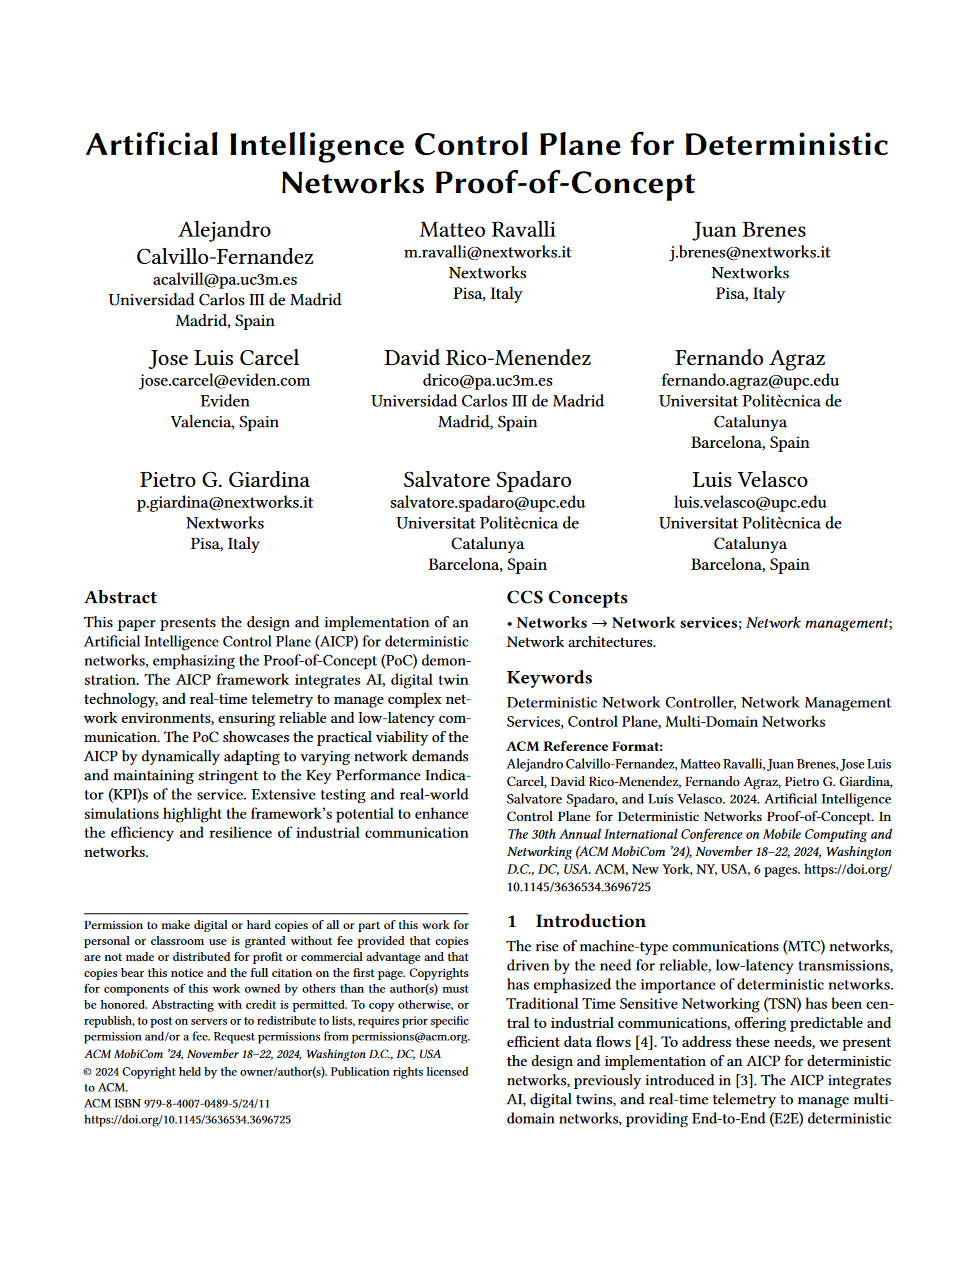 Artificial Intelligence Control Plane for Deterministic
Networks Proof-of-Concept
Alejandro
Calvillo-Fernandez
acalvill@pa.uc3m.es
Universidad Carlos III de Madrid
Madrid, Spain
Matteo Ravalli
m.ravalli@nextworks.it
Nextworks
Pisa, Italy
Juan Brenes
j.brenes@nextworks.it
Nextworks
Pisa, Italy
Jose Luis Carcel
jose.carcel@eviden.com
Eviden
Valencia, Spain
David Rico-Menendez
drico@pa.uc3m.es
Universidad Carlos III de Madrid
Madrid, Spain
Fernando Agraz
fernando.agraz@upc.edu
Universitat Politècnica de
Catalunya
Barcelona, Spain
Pietro G. Giardina
p.giardina@nextworks.it
Nextworks
Pisa, Italy
Salvatore Spadaro
salvatore.spadaro@upc.edu
Universitat Politècnica de
Catalunya
Barcelona, Spain
Luis Velasco
luis.velasco@upc.edu
Universitat Politècnica de
Catalunya
Barcelona, Spain
Abstract
This paper presents the design and implementation of an
Artificial Intelligence Control Plane (AICP) for deterministic
networks, emphasizing the Proof-of-Concept (PoC) demon-
stration. The AICP framework integrates AI, digital twin
technology, and real-time telemetry to manage complex net-
work environments, ensuring reliable and low-latency com-
munication. The PoC showcases the practical viability of the
AICP by dynamically adapting to varying network demands
and maintaining stringent to the Key Performance Indica-
tor (KPI)s of the service. Extensive testing and real-world
simulations highlight the framework's potential to enhance
the efficiency and resilience of industrial communication
networks.
Permission to make digital or hard copies of all or part of this work for
personal or classroom use is granted without fee provided that copies
are not made or distributed for profit or commercial advantage and that
copies bear this notice and the full citation on the first page. Copyrights
for components of this work owned by others than the author(s) must
be honored. Abstracting with credit is permitted. To copy otherwise, or
republish, to post on servers or to redistribute to lists, requires prior specific
permission and/or a fee. Request permissions from permissions@acm.org.
ACM MobiCom '24, November 18–22, 2024, Washington D.C., DC, USA
© 2024 Copyright held by the owner/author(s). Publication rights licensed
to ACM.
ACM ISBN 979-8-4007-0489-5/24/11
https://doi.org/10.1145/3636534.3696725
CCS Concepts
• Networks → Network services; Network management;
Network architectures.
Keywords
Deterministic Network Controller, Network Management
Services, Control Plane, Multi-Domain Networks
ACM Reference Format:
Alejandro Calvillo-Fernandez, Matteo Ravalli, Juan Brenes, Jose Luis
Carcel, David Rico-Menendez, Fernando Agraz, Pietro G. Giardina,
Salvatore Spadaro, and Luis Velasco. 2024. Artificial Intelligence
Control Plane for Deterministic Networks Proof-of-Concept. In
The 30th Annual International Conference on Mobile Computing and
Networking (ACM MobiCom '24), November 18–22, 2024, Washington
D.C., DC, USA. ACM, New York, NY, USA, 6 pages. https://doi.org/
10.1145/3636534.3696725
1 Introduction
The rise of machine-type communications (MTC) networks,
driven by the need for reliable, low-latency transmissions,
has emphasized the importance of deterministic networks.
Traditional Time Sensitive Networking (TSN) has been cen-
tral to industrial communications, offering predictable and
efficient data flows [4]. To address these needs, we present
the design and implementation of an AICP for deterministic
networks, previously introduced in [3]. The AICP integrates
AI, digital twins, and real-time telemetry to manage multi-
domain networks, providing End-to-End (E2E) deterministic